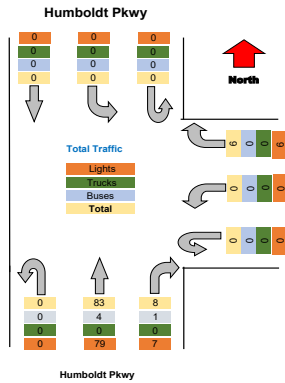 Humboldt Pkwy
0 0 0
0 0 0
0 0 0
0 0 0
North
Total Traffic
Lights
Trucks
Buses
Total
0 0
0 0 0 0
0 0 0 0
0 83 8
0 4 1
0 0 0
0 79 7
Humboldt Pkwy